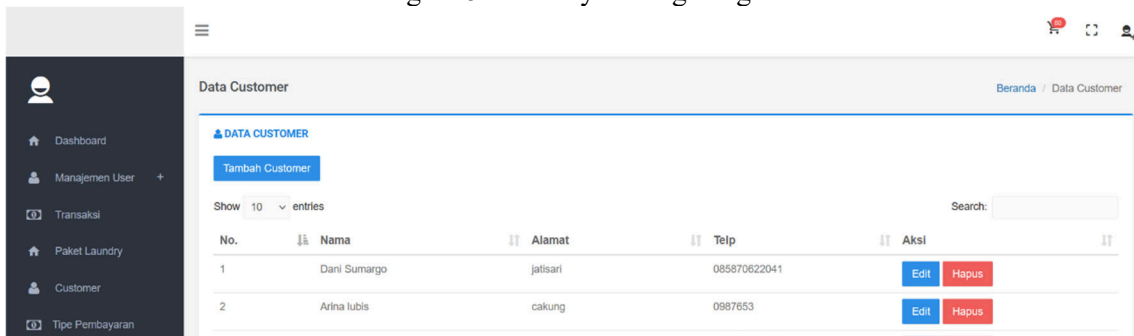 00
Data Customer
Beranda / Data Customer
DATA CUSTOMER
Dashboard
Tambah Customer
Manajemen User +
Show 10 entries
Search:
Transaksi
No. Nama Alamat Telp Aksi
Paket Laundry
1 Dani Sumargo jatisari 085870622041 Edit Hapus
Customer
2 Arina lubis cakung 0987653 Edit Hapus
Tipe Pembayaran